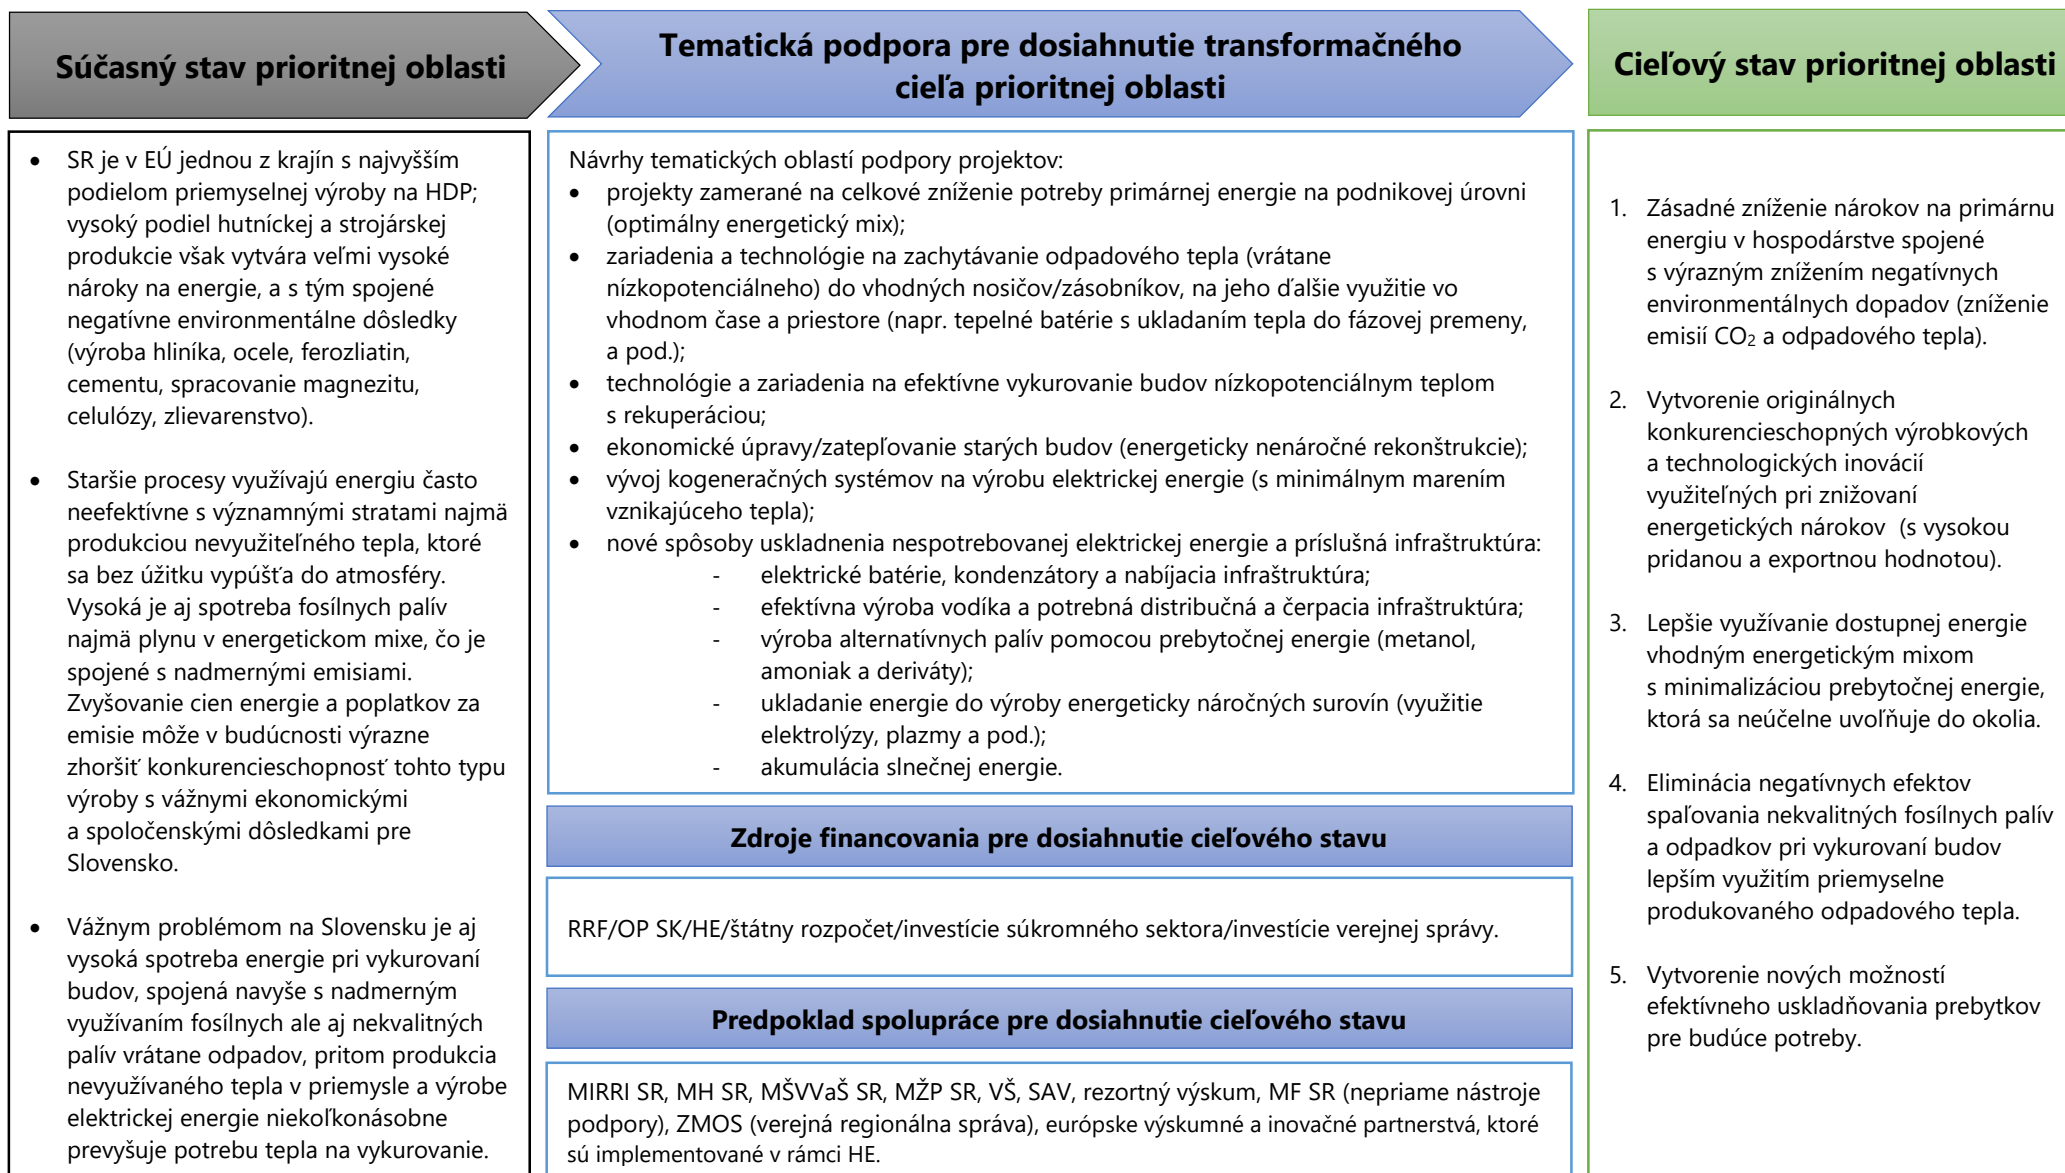 Súčasný stav prioritnej oblasti
Tematická podpora pre dosiahnutie transformačného
cieľa prioritnej oblasti
Cieľový stav prioritnej oblasti
• SR je v EÚ jednou z krajín s najvyšším
podielom priemyselnej výroby na HDP;
vysoký podiel hutníckej a strojárskej
produkcie však vytvára veľmi vysoké
nároky na energie, a s tým spojené
negatívne environmentálne dôsledky
(výroba hliníka, ocele, ferozliatin,
cementu, spracovanie magnezitu,
celulózy, zlievarenstvo).
• Staršie procesy využívajú energiu často
neefektívne s významnými stratami najmä
produkciou nevyužiteľného tepla, ktoré
sa bez úžitku vypúšťa do atmosféry.
Vysoká je aj spotreba fosílnych palív
najmä plynu v energetickom mixe, čo je
spojené s nadmernými emisiami.
Zvyšovanie cien energie a poplatkov za
emisie môže v budúcnosti výrazne
zhoršiť konkurencieschopnosť tohto typu
výroby s vážnymi ekonomickými
a spoločenskými dôsledkami pre
Slovensko.
• Vážnym problémom na Slovensku je aj
vysoká spotreba energie pri vykurovaní
budov, spojená navyše s nadmerným
využívaním fosílnych ale aj nekvalitných
palív vrátane odpadov, pritom produkcia
nevyužívaného tepla v priemysle a výrobe
elektrickej energie niekoľkonásobne
prevyšuje potrebu tepla na vykurovanie.
Návrhy tematických oblastí podpory projektov:
• projekty zamerané na celkové zníženie potreby primárnej energie na podnikovej úrovni
(optimálny energetický mix);
• zariadenia a technológie na zachytávanie odpadového tepla (vrátane
nízkopotenciálneho) do vhodných nosičov/zásobníkov, na jeho ďalšie využitie vo
vhodnom čase a priestore (napr. tepelné batérie s ukladaním tepla do fázovej premeny,
a pod.);
• technológie a zariadenia na efektívne vykurovanie budov nízkopotenciálnym teplom
s rekuperáciou;
• ekonomické úpravy/zatepľovanie starých budov (energeticky nenáročné rekonštrukcie);
• vývoj kogeneračných systémov na výrobu elektrickej energie (s minimálnym marením
vznikajúceho tepla);
• nové spôsoby uskladnenia nespotrebovanej elektrickej energie a príslušná infraštruktúra:
- elektrické batérie, kondenzátory a nabíjacia infraštruktúra;
- efektívna výroba vodíka a potrebná distribučná a čerpacia infraštruktúra;
- výroba alternatívnych palív pomocou prebytočnej energie (metanol,
amoniak a deriváty);
- ukladanie energie do výroby energeticky náročných surovín (využitie
elektrolýzy, plazmy a pod.);
- akumulácia slnečnej energie.
Zdroje financovania pre dosiahnutie cieľového stavu
RRF/OP SK/HE/štátny rozpočet/investície súkromného sektora/investície verejnej správy.
Predpoklad spolupráce pre dosiahnutie cieľového stavu
MIRRI SR, MH SR, MŠVVaŠ SR, MŽP SR, VŠ, SAV, rezortný výskum, MF SR (nepriame nástroje
podpory), ZMOS (verejná regionálna správa), európske výskumné a inovačné partnerstvá, ktoré
sú implementované v rámci HE.
1. Zásadné zníženie nárokov na primárnu
energiu v hospodárstve spojené
s výrazným znížením negatívnych
environmentálnych dopadov (zníženie
emisií CO₂ a odpadového tepla).
2. Vytvorenie originálnych
konkurencieschopných výrobkových
a technologických inovácií
využiteľných pri znižovaní
energetických nárokov (s vysokou
pridanou a exportnou hodnotou).
3. Lepšie využívanie dostupnej energie
vhodným energetickým mixom
s minimalizáciou prebytočnej energie,
ktorá sa neúčelne uvoľňuje do okolia.
4. Eliminácia negatívnych efektov
spaľovania nekvalitných fosílnych palív
a odpadkov pri vykurovaní budov
lepším využitím priemyselne
produkovaného odpadového tepla.
5. Vytvorenie nových možností
efektívneho uskladňovania prebytkov
pre budúce potreby.